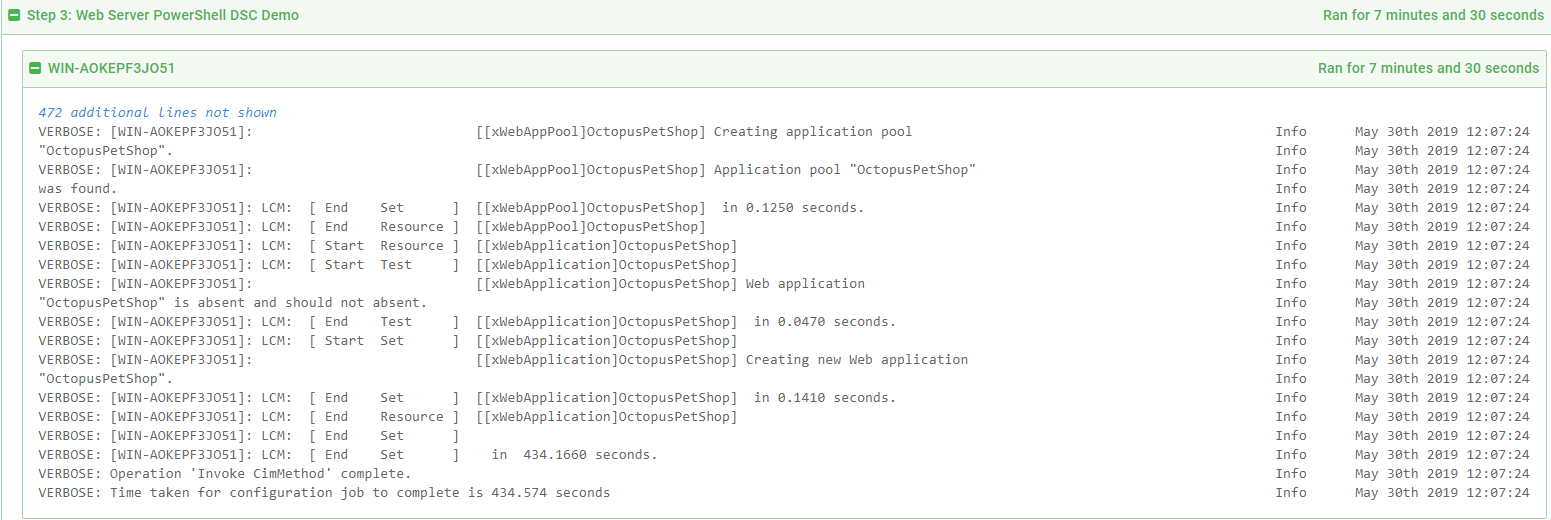 Step 3: Web Server PowerShell DSC Demo Ran for 7 minutes and 30 seconds
WIN-AOKEPF3JO51 Ran for 7 minutes and 30 seconds
472 additional lines not shown
VERBOSE: [WIN-AOKEPF3JO51]: [[xWebAppPool]OctopusPetShop] Creating application pool Info May 30th 2019 12:07:24
"OctopusPetShop". Info May 30th 2019 12:07:24
VERBOSE: [WIN-AOKEPF3JO51]: [[xWebAppPool]OctopusPetShop] Application pool "OctopusPetShop" Info May 30th 2019 12:07:24
was found. Info May 30th 2019 12:07:24
VERBOSE: [WIN-AOKEPF3JO51]: LCM: [ End Set ] [[xWebAppPool]OctopusPetShop] in 0.1250 seconds. Info May 30th 2019 12:07:24
VERBOSE: [WIN-AOKEPF3JO51]: LCM: [ End Resource ] [[xWebAppPool]OctopusPetShop] Info May 30th 2019 12:07:24
VERBOSE: [WIN-AOKEPF3JO51]: LCM: [ Start Resource ] [[xWebApplication]OctopusPetShop] Info May 30th 2019 12:07:24
VERBOSE: [WIN-AOKEPF3JO51]: LCM: [ Start Test ] [[xWebApplication]OctopusPetShop] Info May 30th 2019 12:07:24
VERBOSE: [WIN-AOKEPF3JO51]: [[xWebApplication]OctopusPetShop] Web application Info May 30th 2019 12:07:24
"OctopusPetShop" is absent and should not absent. Info May 30th 2019 12:07:24
VERBOSE: [WIN-AOKEPF3JO51]: LCM: [ End Test ] [[xWebApplication]OctopusPetShop] in 0.0470 seconds. Info May 30th 2019 12:07:24
VERBOSE: [WIN-AOKEPF3JO51]: LCM: [ Start Set ] [[xWebApplication]OctopusPetShop] Info May 30th 2019 12:07:24
VERBOSE: [WIN-AOKEPF3JO51]: [[xWebApplication]OctopusPetShop] Creating new Web application Info May 30th 2019 12:07:24
"OctopusPetShop". Info May 30th 2019 12:07:24
VERBOSE: [WIN-AOKEPF3JO51]: LCM: [ End Set ] [[xWebApplication]OctopusPetShop] in 0.1410 seconds. Info May 30th 2019 12:07:24
VERBOSE: [WIN-AOKEPF3JO51]: LCM: [ End Resource ] [[xWebApplication]OctopusPetShop] Info May 30th 2019 12:07:24
VERBOSE: [WIN-AOKEPF3JO51]: LCM: [ End Set ] Info May 30th 2019 12:07:24
VERBOSE: [WIN-AOKEPF3JO51]: LCM: [ End Set ] in 434.1660 seconds. Info May 30th 2019 12:07:24
VERBOSE: Operation 'Invoke CimMethod' complete. Info May 30th 2019 12:07:24
VERBOSE: Time taken for configuration job to complete is 434.574 seconds Info May 30th 2019 12:07:24